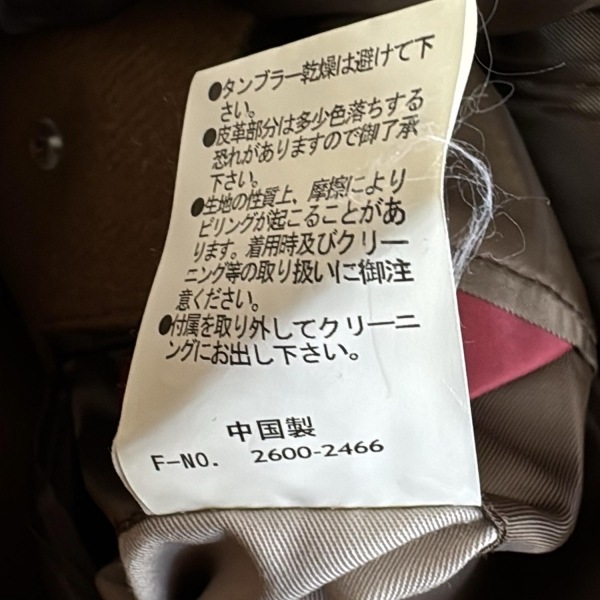 ●タンブラー乾燥は避けて下
さい。
●皮革部分は多少色落ちする
恐れがありますので御了承
下さい。
●生地の性質上、摩擦により
ピリングが起こることがあ
ります。着用時及びクリー
ニング等の取り扱いに御注
意ください。
●付属を取り外してクリーニ
ングにお出し下さい。
中国製
F-NO. 2600-2466